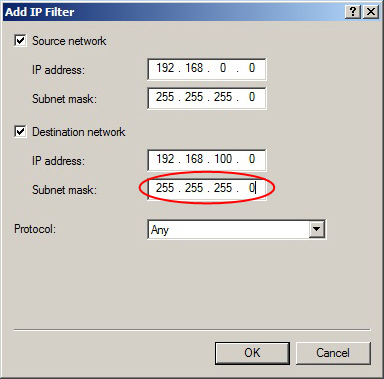 Add IP Filter
Source network
IP address: 192 . 168 . 0 . 0
Subnet mask: 255 . 255 . 255 . 0
Destination network
IP address: 192 . 168 . 100 . 0
Subnet mask: 255 . 255 . 255 . 0
Protocol: Any
OK Cancel